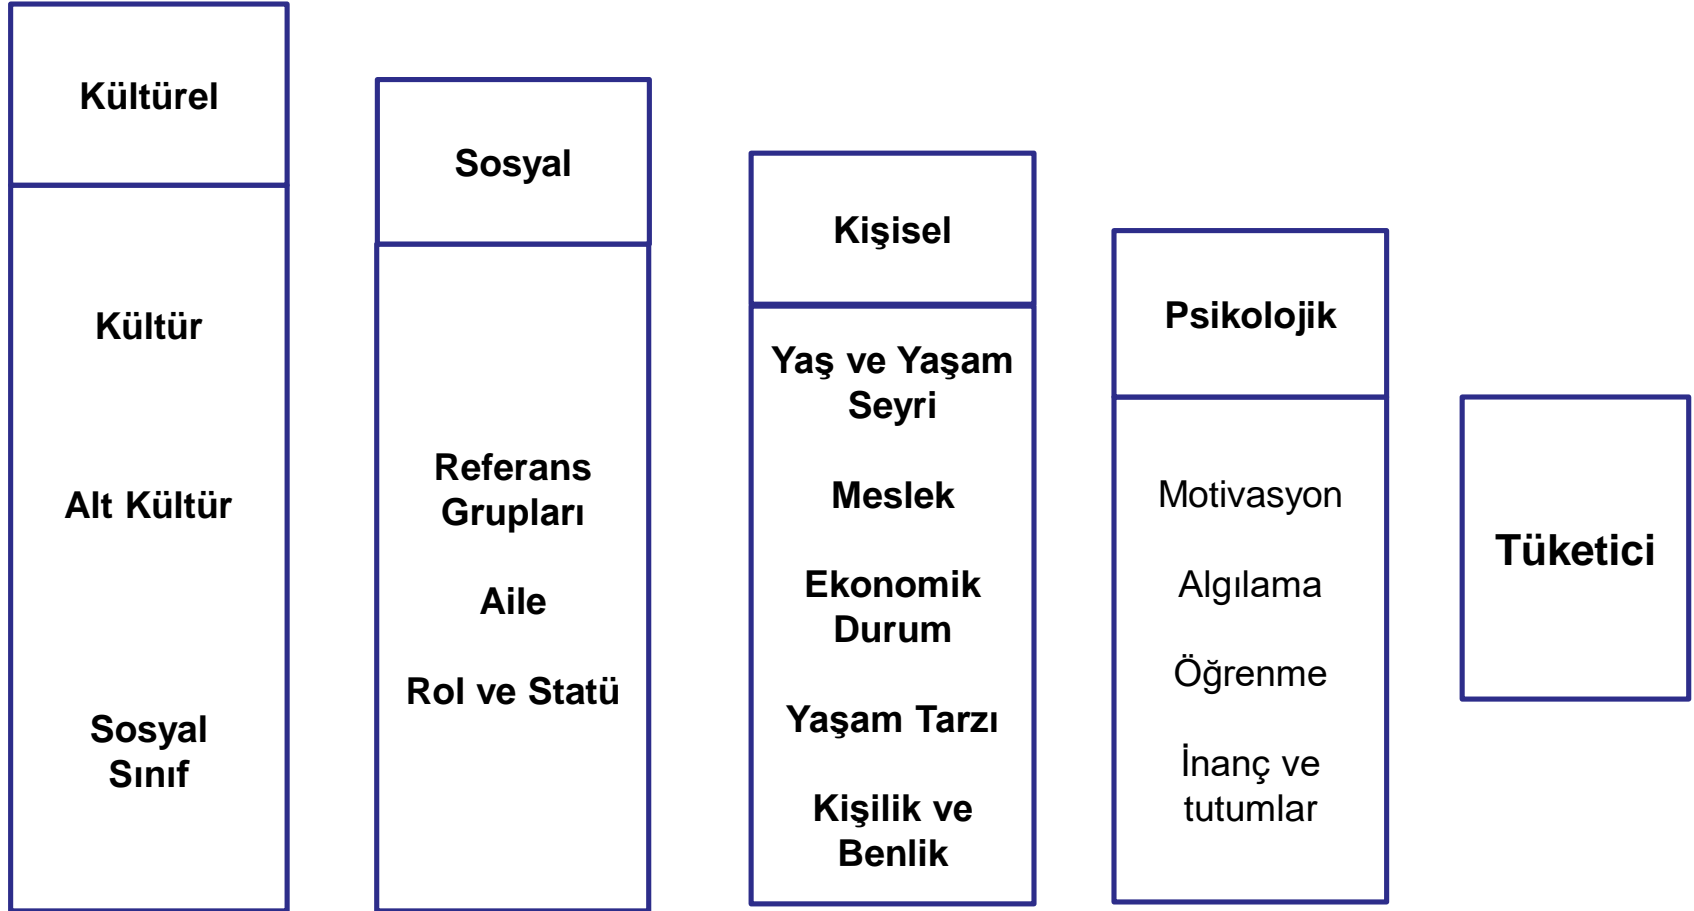 Kültürel
Kültür
Alt Kültür
Sosyal
Sınıf
Sosyal
Referans
Grupları
Aile
Rol ve Statü
Kişisel
Yaş ve Yaşam
Seyri
Meslek
Ekonomik
Durum
Yaşam Tarzı
Kişilik ve
Benlik
Psikolojik
Motivasyon
Algılama
Öğrenme
İnanç ve
tutumlar
Tüketici